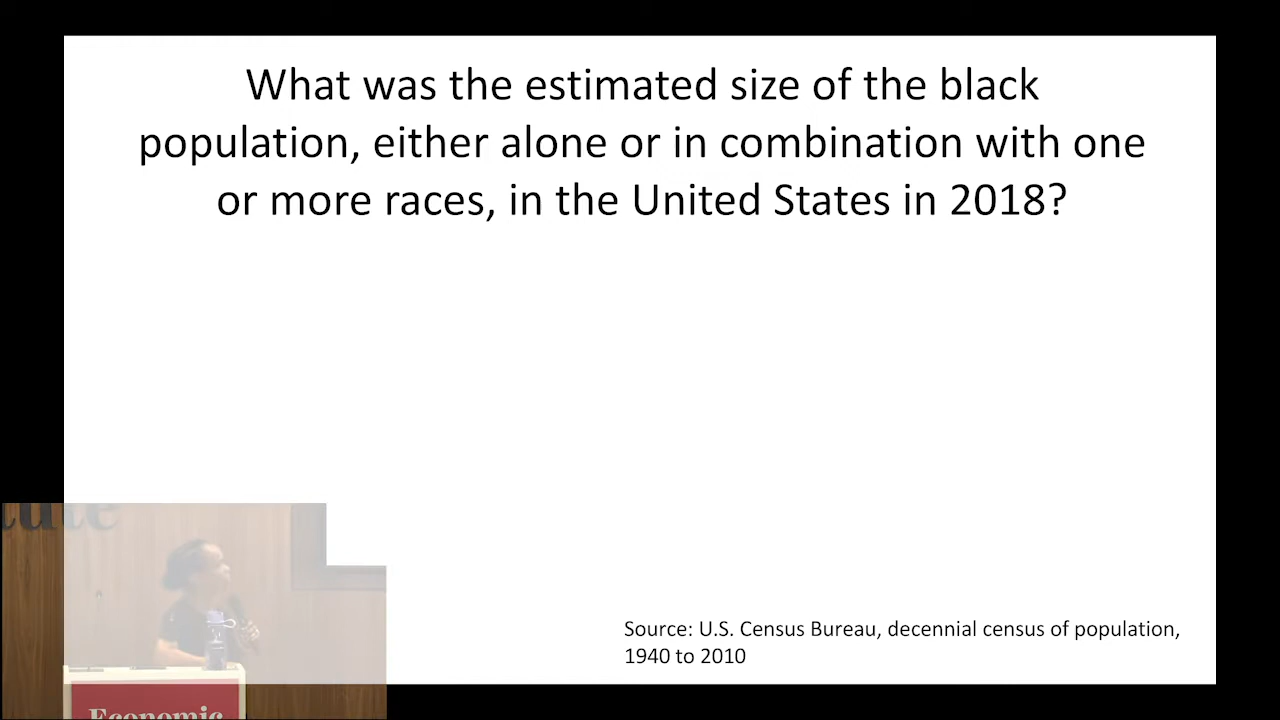 What was the estimated size of the black
population, either alone or in combination with one
or more races, in the United States in 2018?
Source: U.S. Census Bureau, decennial census of population,
1940 to 2010
tute
Economic